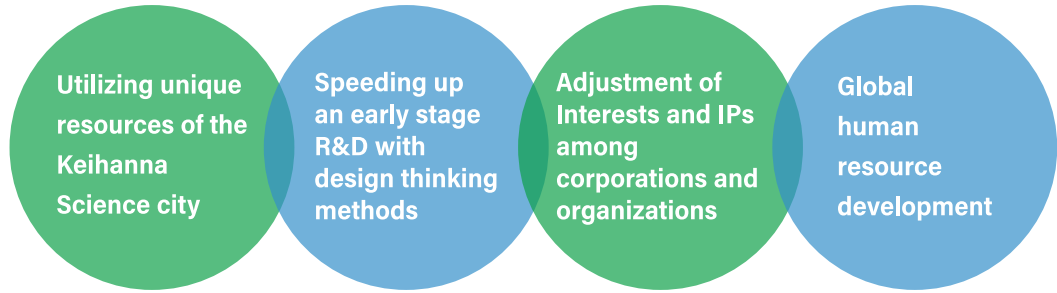 Utilizing unique
resources of the
Keihanna
Science city
Speeding up
an early stage
R&D with
design thinking
methods
Adjustment of
Interests and IPs
among
corporations and
organizations
Global
human
resource
development